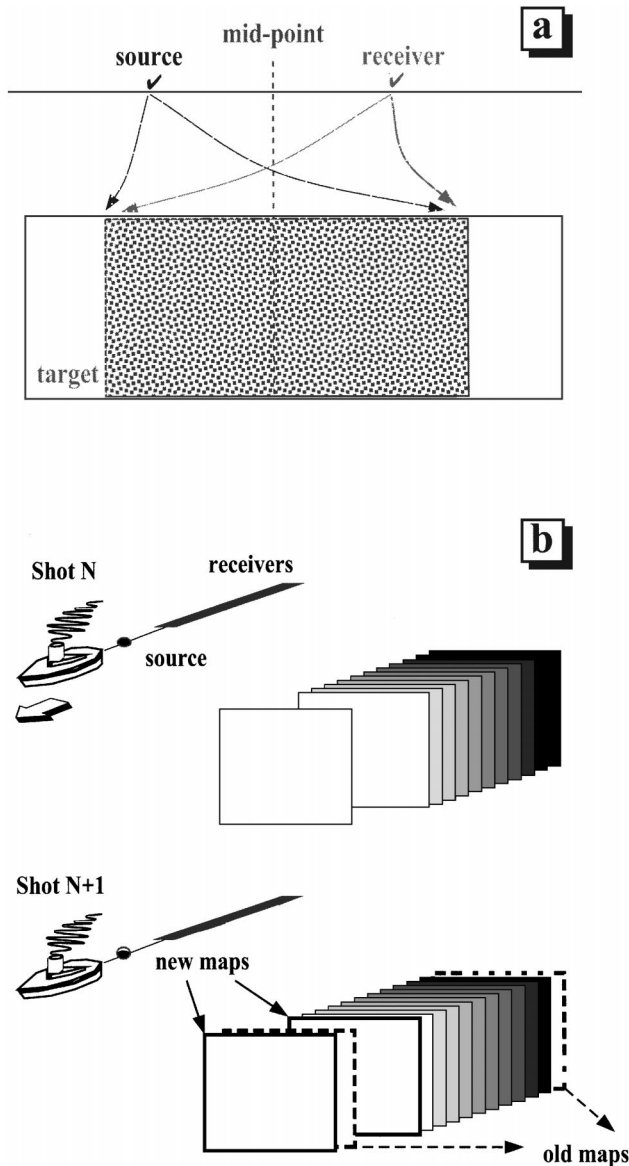 a
mid-point
source
receiver
target
b
Shot N
receivers
source
Shot N+1
new maps
old maps